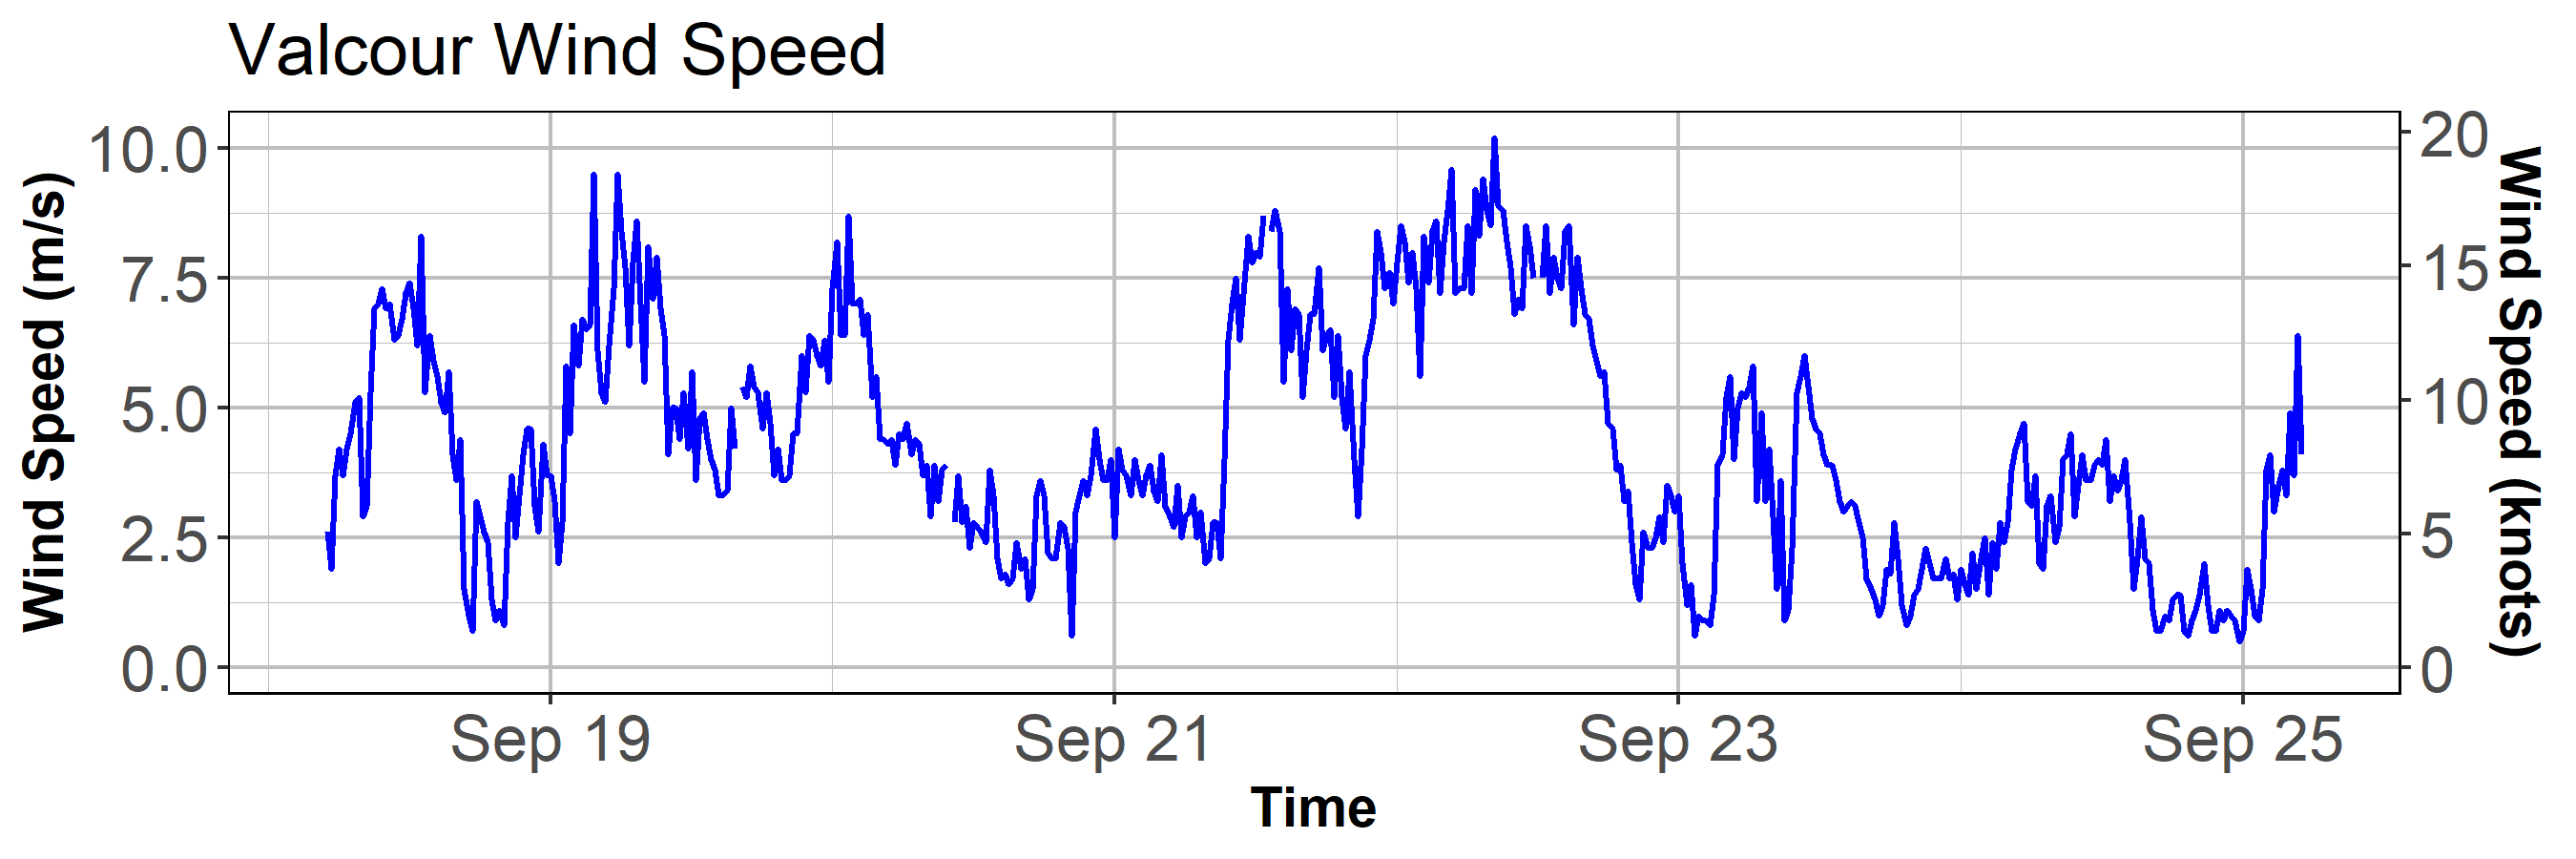 Valcour Wind Speed
Wind Speed (m/s)
10.0
7.5
5.0
2.5
0.0
20
15
10
5
0
Wind Speed (knots)
Sep 19
Sep 21
Sep 23
Sep 25
Time